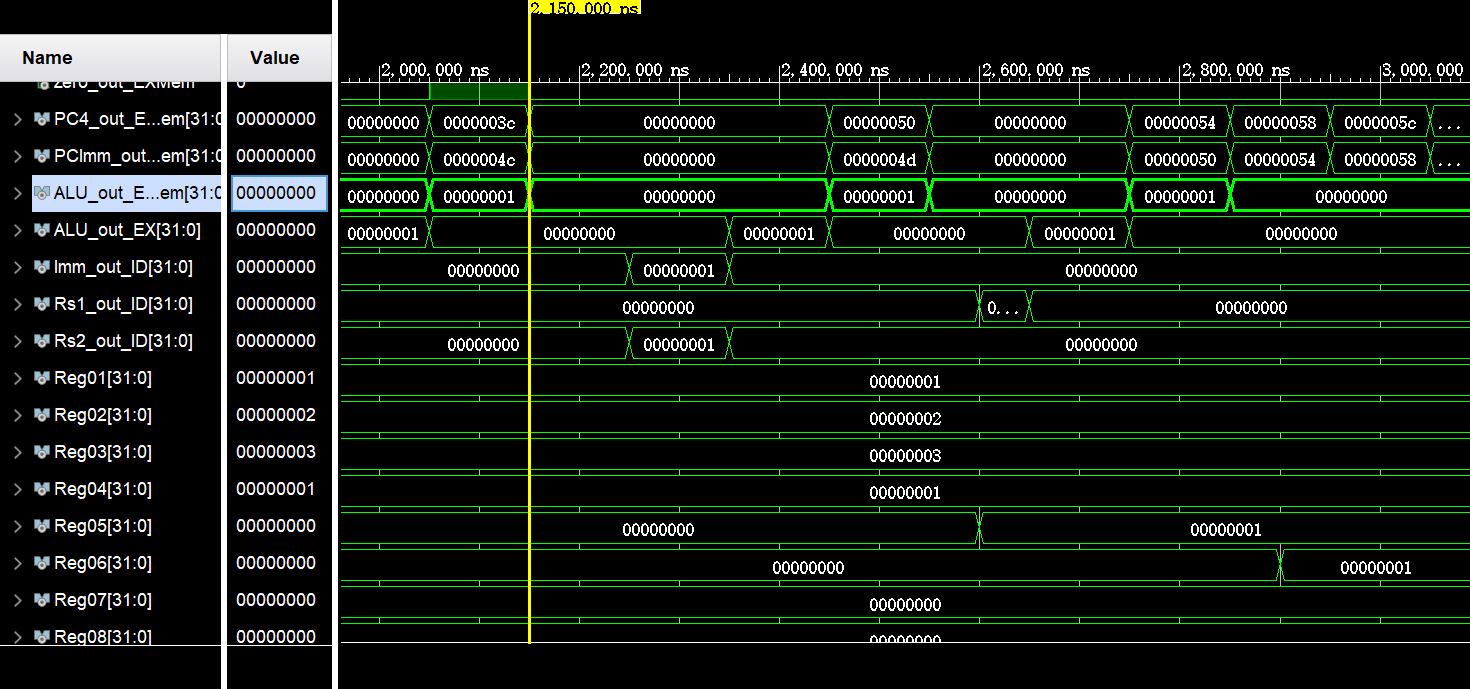 2,150.000 ns
Name Value
2,000.000 ns 2,200.000 ns 2,400.000 ns 2,600.000 ns 2,800.000 ns 3,000.000
zero_out_EXMem 0
PC4_out_E...em[31:0 00000000 00000000 0000003c 00000000 00000050 00000000 00000054 00000058 0000005c ...
PCImm_out...em[31:0 00000000 00000000 0000004c 00000000 0000004d 00000000 00000050 00000054 00000058 ...
ALU_out_E...em[31:0 00000000 00000000 00000001 00000000 00000001 00000000 00000001 00000000
ALU_out_EX[31:0] 00000000 00000001 00000000 00000001 00000000 00000001 00000000
Imm_out_ID[31:0] 00000000 00000000 00000001 00000000
Rs1_out_ID[31:0] 00000000 00000000 0... 00000000
Rs2_out_ID[31:0] 00000000 00000000 00000001 00000000
Reg01[31:0] 00000001 00000001
Reg02[31:0] 00000002 00000002
Reg03[31:0] 00000003 00000003
Reg04[31:0] 00000001 00000001
Reg05[31:0] 00000000 00000000 00000001
Reg06[31:0] 00000000 00000000 00000001
Reg07[31:0] 00000000 00000000
Reg08[31:0] 00000000 00000000